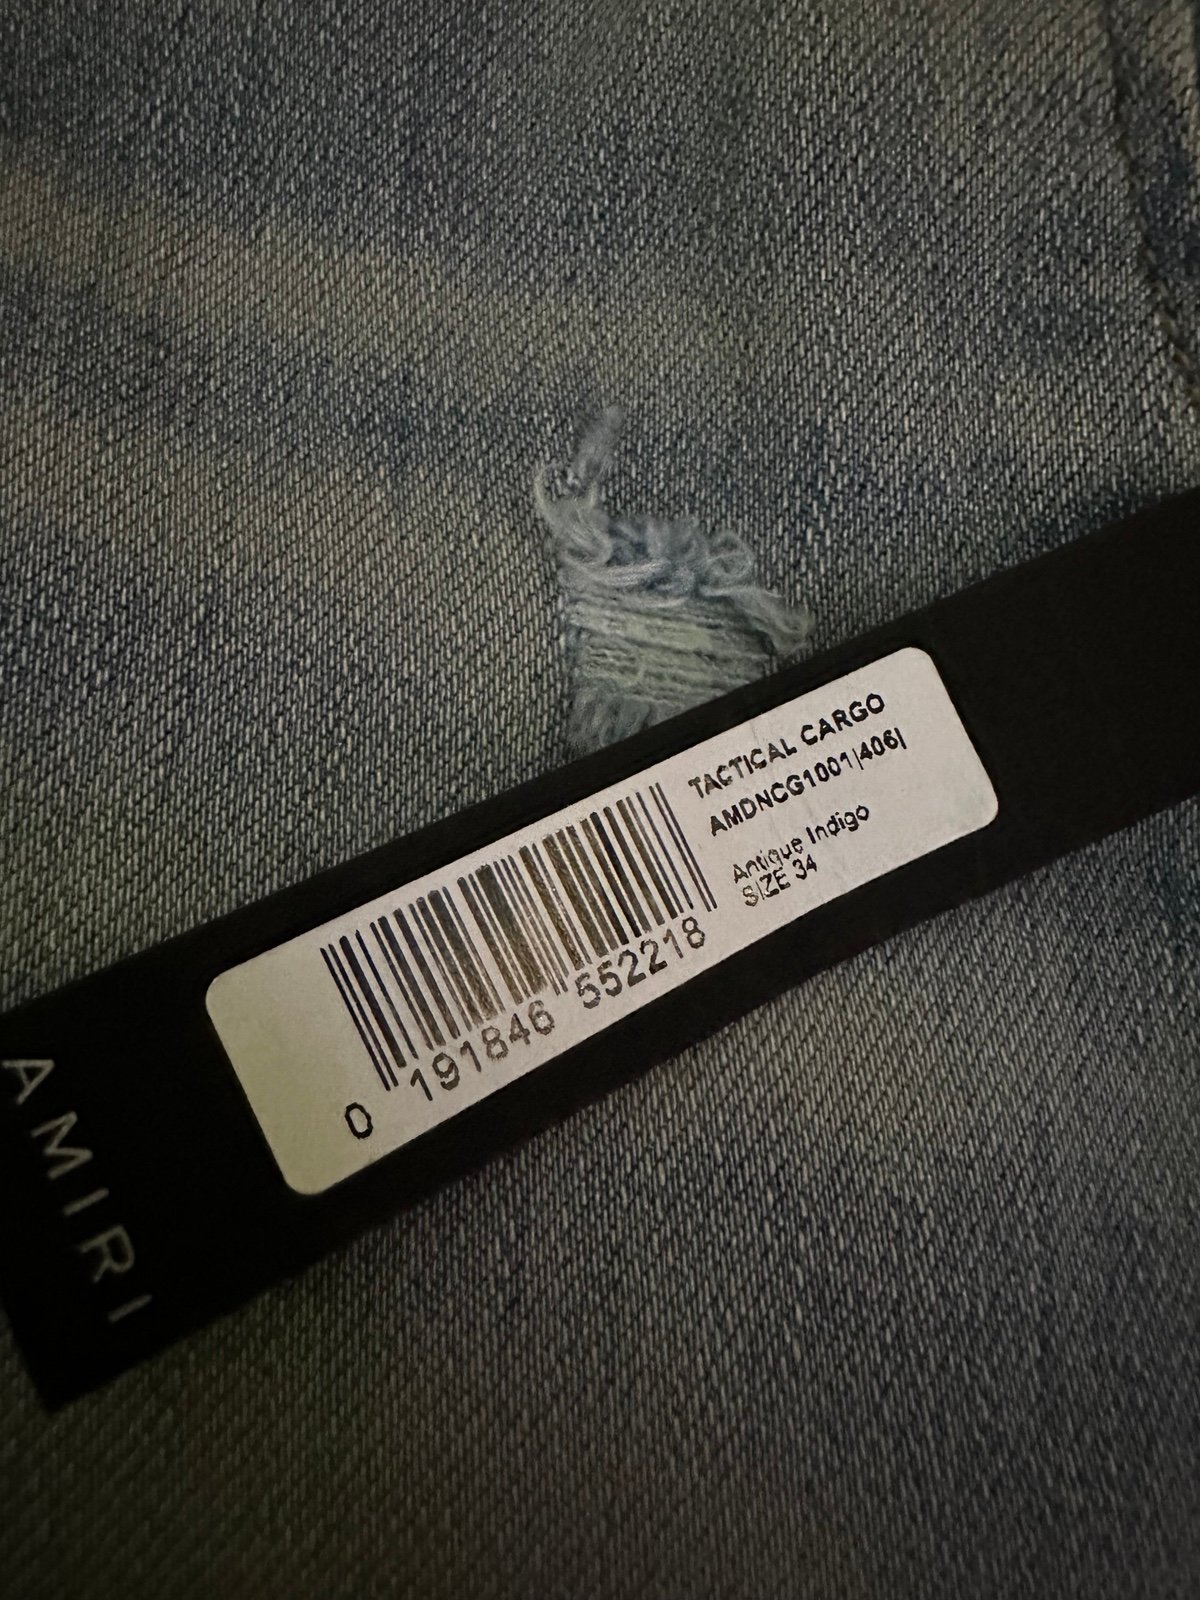 TACTICAL CARGO
AMDNCG1001|406|
Antique Indigo
SIZE 34
0 191846 552218
AMIRI